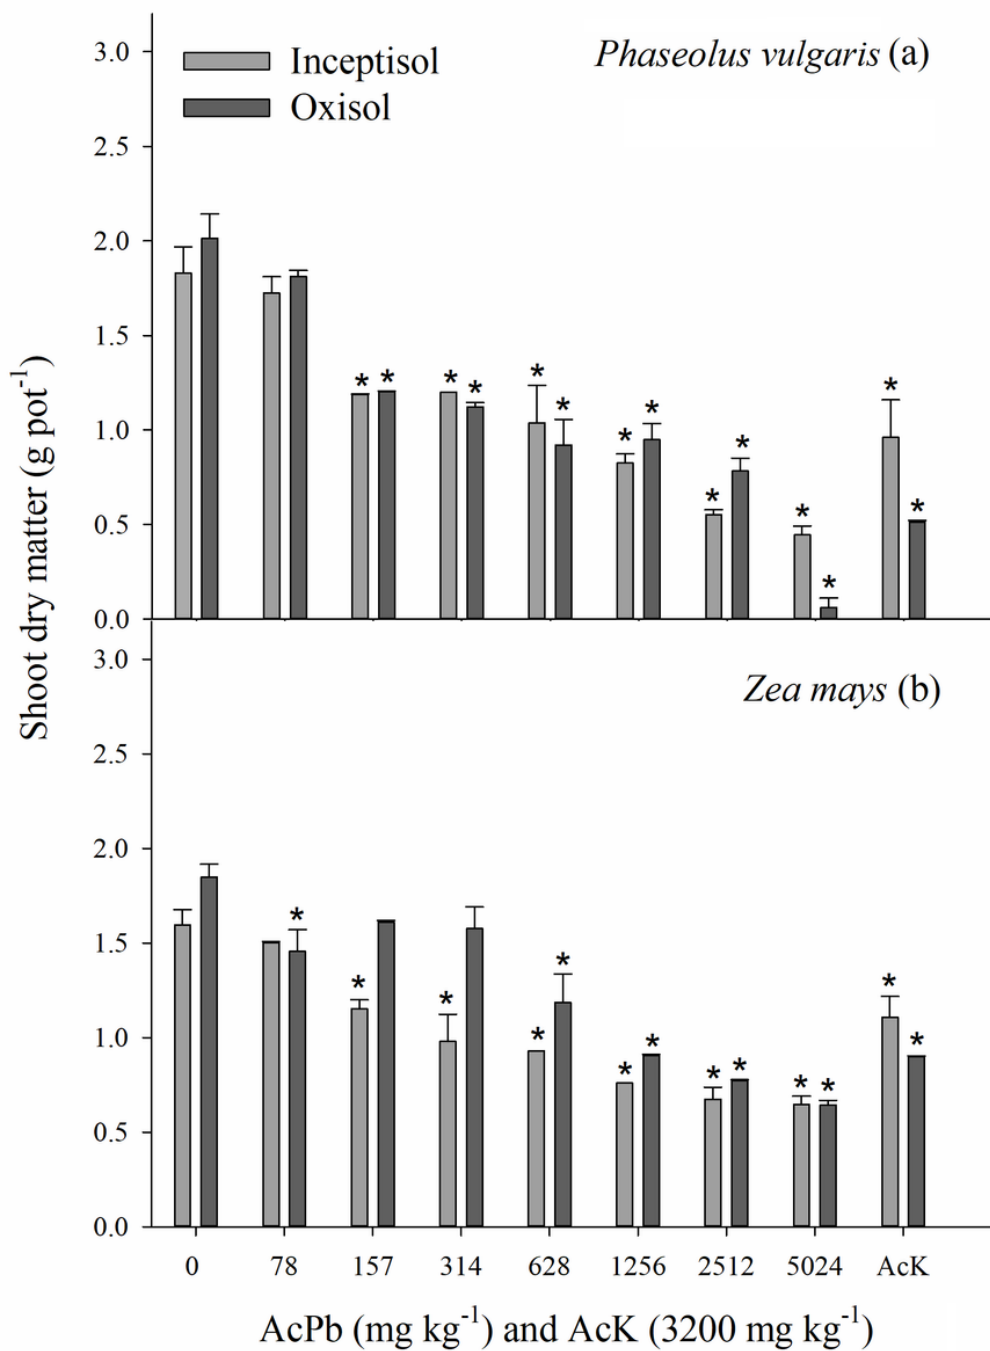 Phaseolus vulgaris (a)
Inceptisol
Oxisol
3.0
2.5
2.0
1.5
1.0
0.5
0.0
* * * * * * * * * * * * * *
Shoot dry matter (g pot⁻¹)
Zea mays (b)
3.0
2.5
2.0
1.5
1.0
0.5
0.0
* * * * * * * * * * * * *
0 78 157 314 628 1256 2512 5024 AcK
AcPb (mg kg⁻¹) and AcK (3200 mg kg⁻¹)